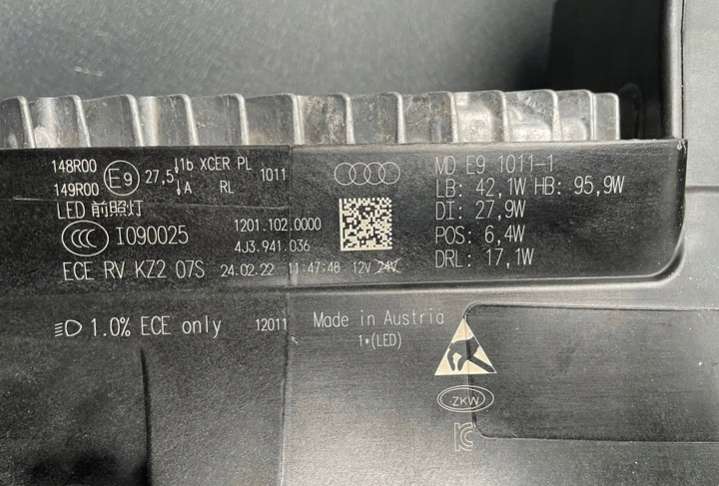 148R00
149R00
E9
27,5
1b XCER PL
A RL
1011
LED 前照灯
CCC I090025
1201.102.0000
4J3.941.036
ECE RV KZ2 07S 24.02.22 11:47:48 12V 24V
MD E9 1011-1
LB: 42,1W HB: 95,9W
DI: 27,9W
POS: 6,4W
DRL: 17,1W
1.0% ECE only 12011
Made in Austria
1*(LED)
ZKW